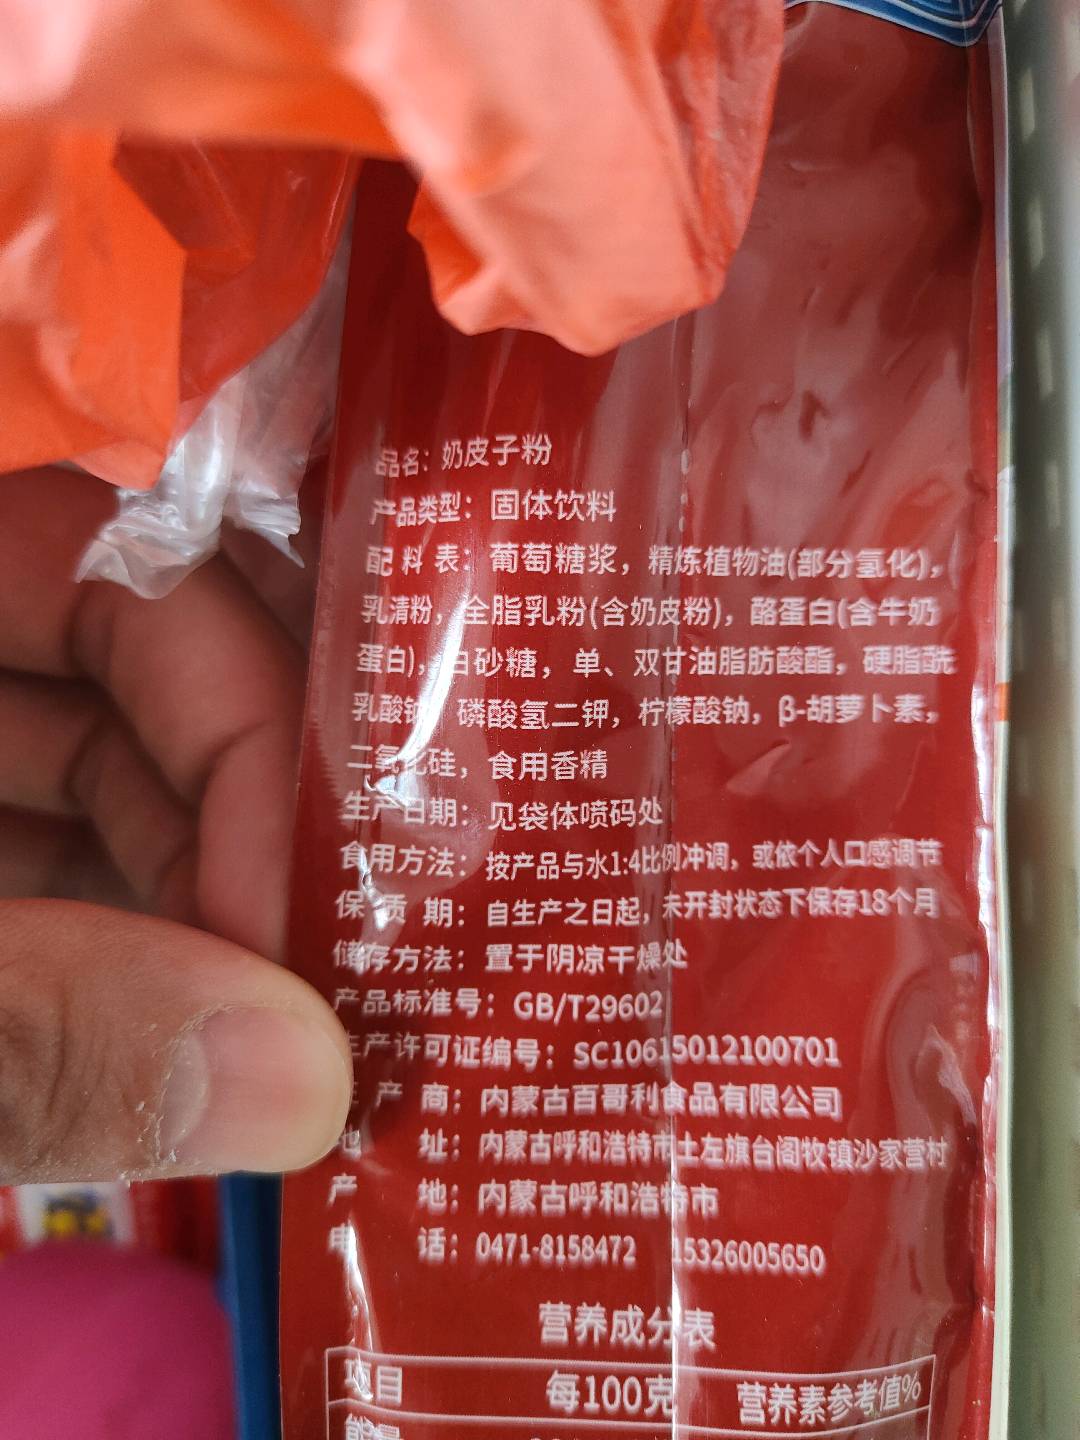 品名：奶皮子粉
产品类型：固体饮料
配料表：葡萄糖浆，精炼植物油(部分氢化)，
乳清粉，全脂乳粉(含奶皮粉)，酪蛋白(含牛奶
蛋白)，白砂糖，单、双甘油脂肪酸酯，硬脂酰
乳酸钠，磷酸氢二钾，柠檬酸钠，β-胡萝卜素，
二氧化硅，食用香精
生产日期：见袋体喷码处
食用方法：按产品与水1:4比例冲调，或依个人口感调节
保质期：自生产之日起，未开封状态下保存18个月
储存方法：置于阴凉干燥处
产品标准号：GB/T29602
生产许可证编号：SC10615012100701
生产商：内蒙古百哥利食品有限公司
地址：内蒙古呼和浩特市土左旗台阁牧镇沙家营村
产地：内蒙古呼和浩特市
电话：0471-8158472 15326005650
营养成分表
项目 每100克 营养素参考值%
能量